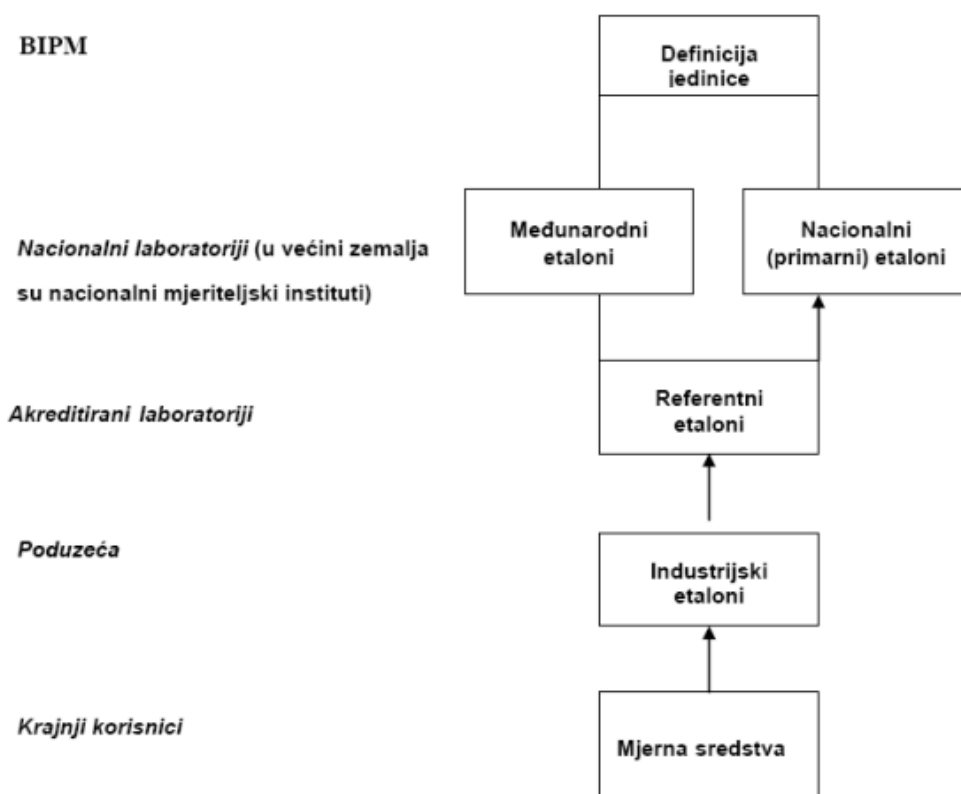 BIPM
Definicija
jedinice
Nacionalni laboratoriji (u većini zemalja
su nacionalni mjeriteljski instituti)
Međunarodni
etaloni
Nacionalni
(primarni) etaloni
Akreditirani laboratoriji
Referentni
etaloni
Poduzeća
Industrijski
etaloni
Krajnji korisnici
Mjerna sredstva